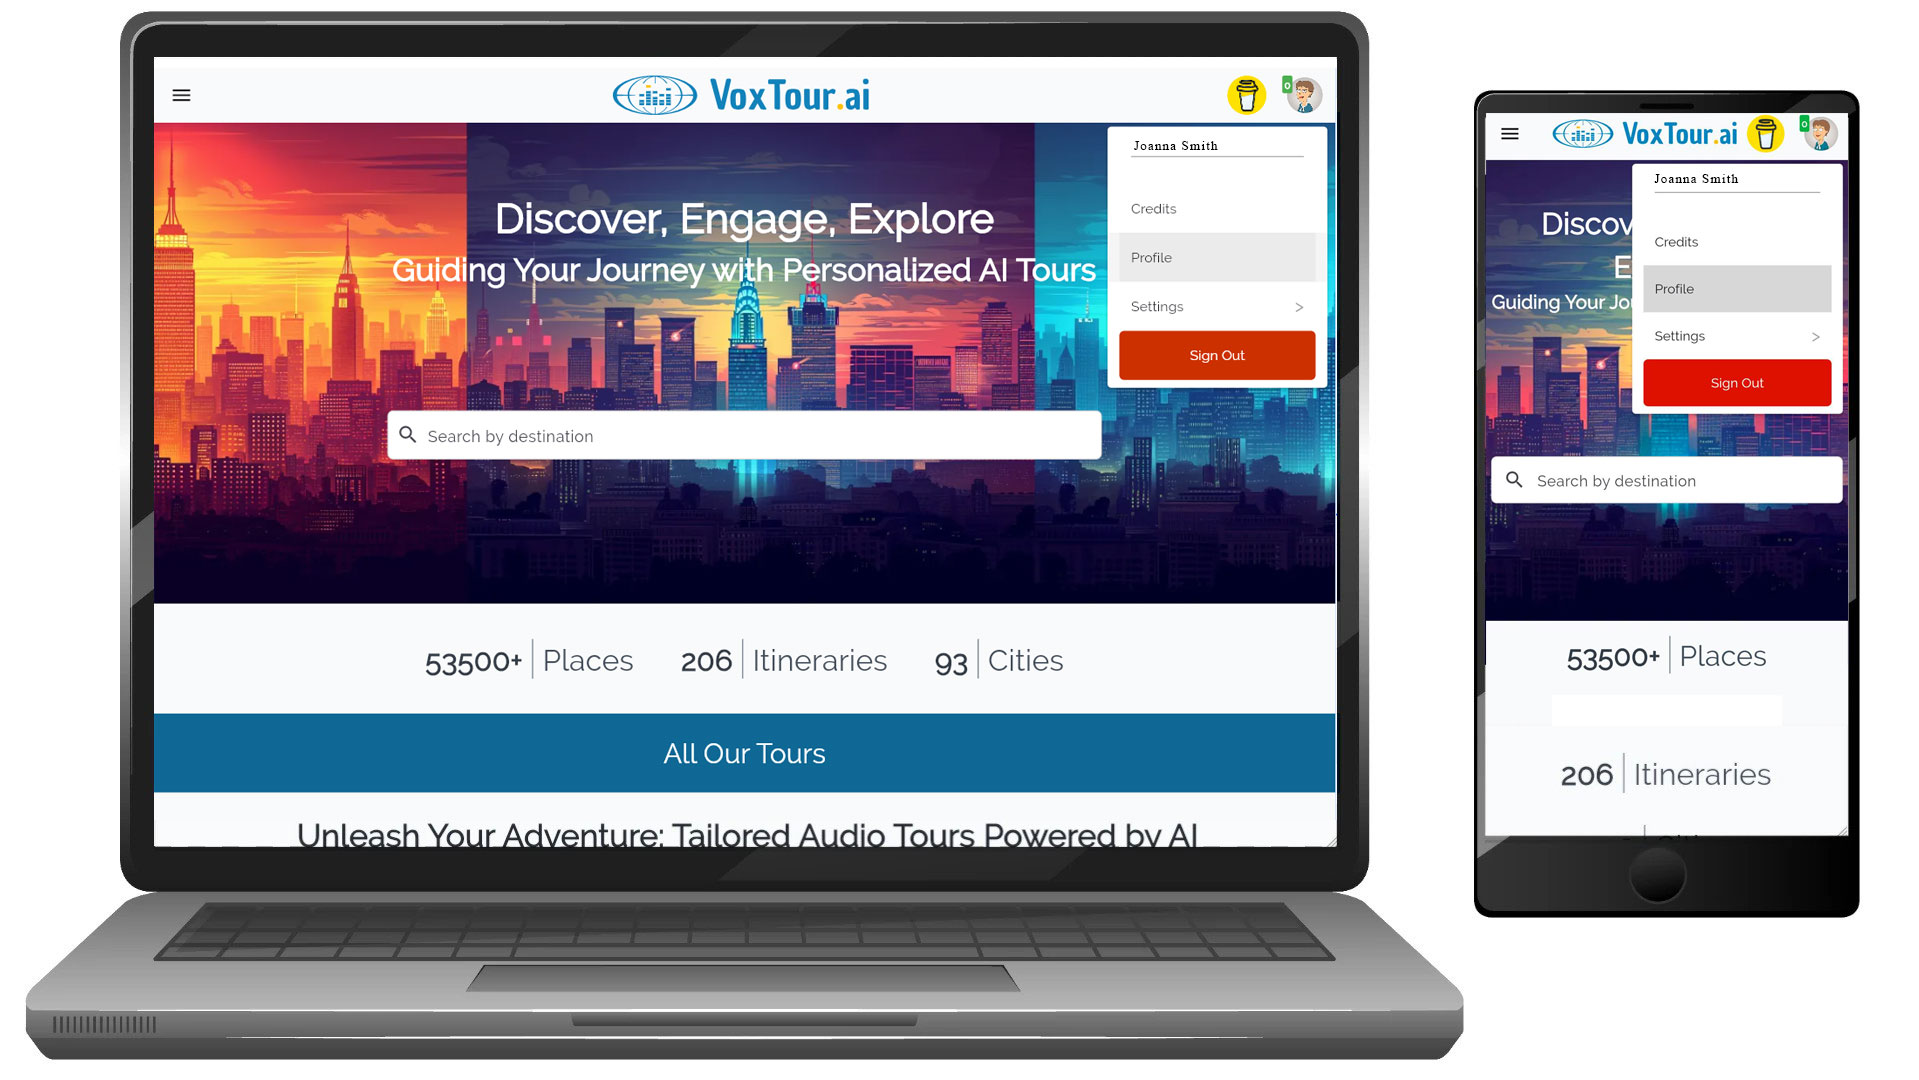 VoxTour.ai
0
Joanna Smith
Discover, Engage, Explore
Guiding Your Journey with Personalized AI Tours
Credits
Profile
Settings >
Sign Out
Search by destination
53500+ | Places 206 | Itineraries 93 | Cities
All Our Tours
Unleash Your Adventure: Tailored Audio Tours Powered by AI
VoxTour.ai
0
Joanna Smith
Discov
E
Guiding Your Jo
Credits
Profile
Settings >
Sign Out
Search by destination
53500+ | Places
206 | Itineraries